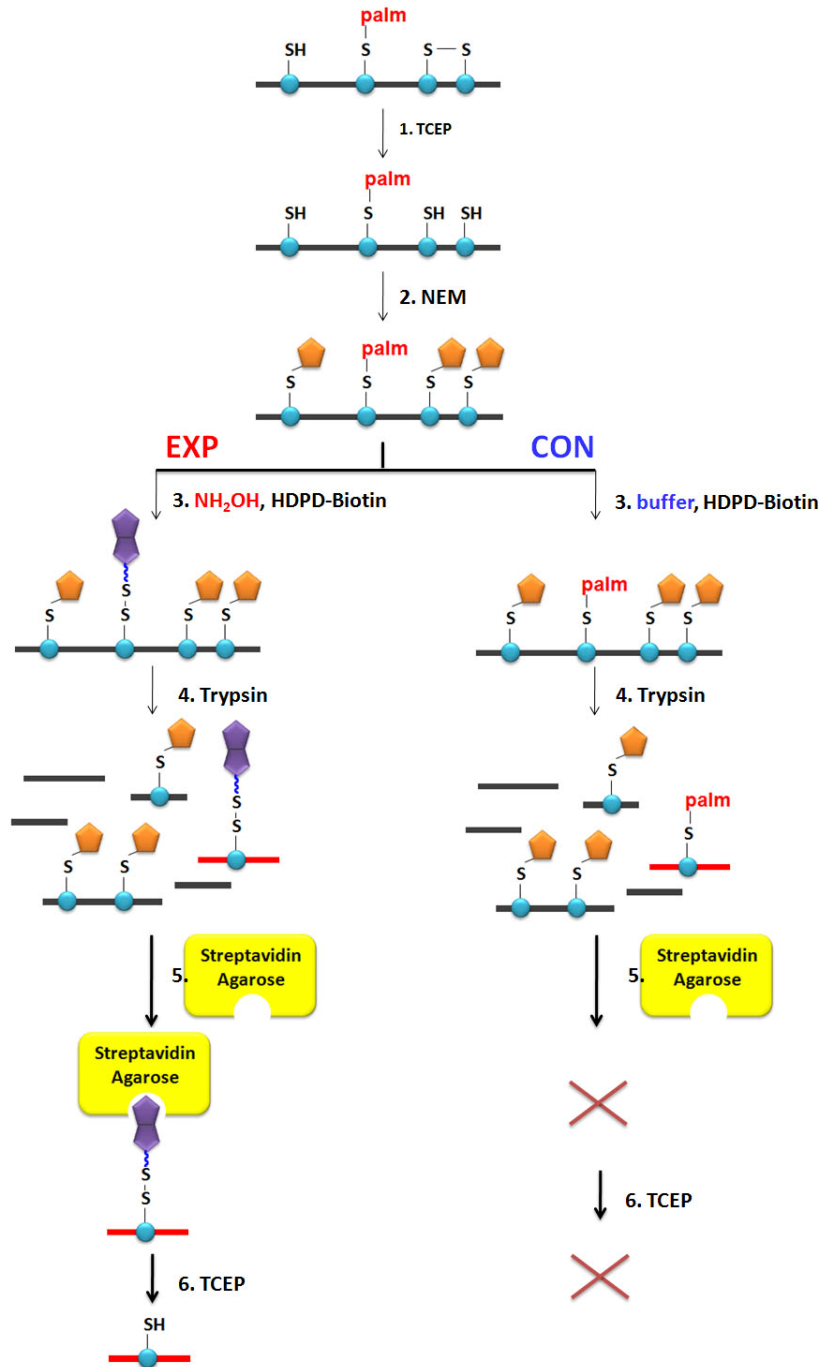 palm
SH S S — S
1. TCEP
palm
SH S SH SH
2. NEM
palm
S S S S
EXP CON
3. NH₂OH, HDPD-Biotin 3. buffer, HDPD-Biotin
S
S S S S
palm
S S S S
4. Trypsin 4. Trypsin
S
S
S
S S
S
palm
S
S S
5. Streptavidin
Agarose
5. Streptavidin
Agarose
Streptavidin
Agarose
S
S
6. TCEP
6. TCEP
SH